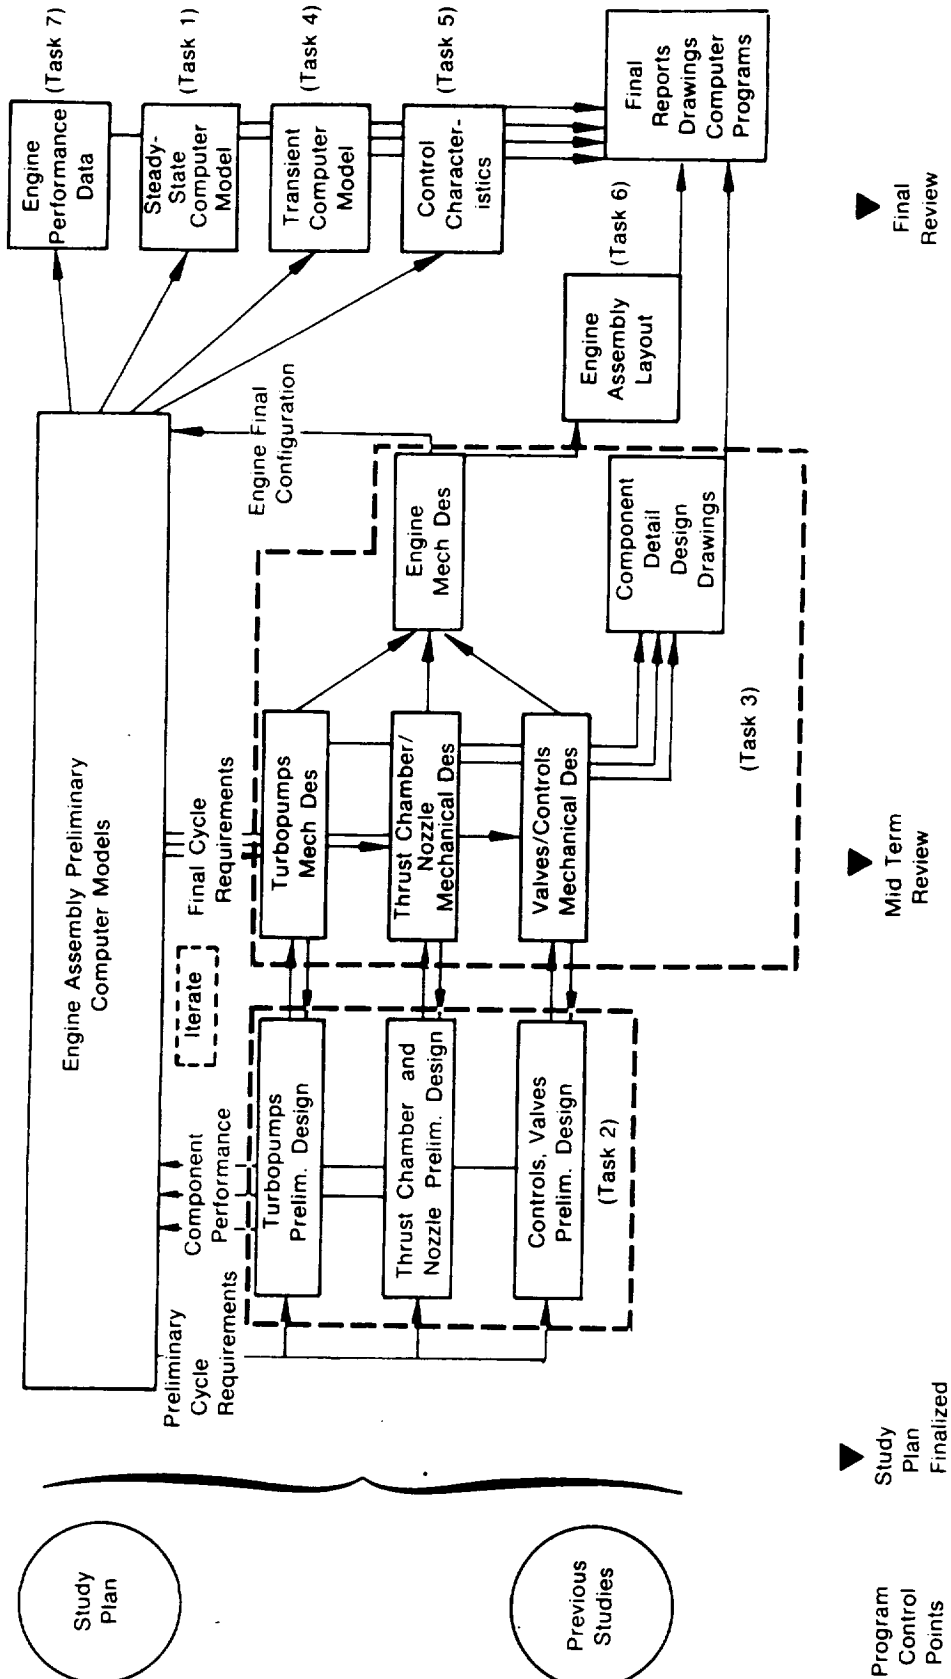 Study
Plan
Previous
Studies
Engine Assembly Preliminary
Computer Models
Preliminary
Cycle
Requirements
Component
Performance
Iterate
Final Cycle
Requirements
Engine Final
Configuration
Turbopumps
Prelim. Design
Thrust Chamber and
Nozzle Prelim. Design
Controls, Valves
Prelim. Design
(Task 2)
Turbopumps
Mech Des
Thrust Chamber/
Nozzle
Mechanical Des
Valves/Controls
Mechanical Des
(Task 3)
Engine
Mech Des
Component
Detail
Design
Drawings
Engine
Assembly
Layout
(Task 6)
Engine
Performance
Data
(Task 7)
Steady-
State
Computer
Model
(Task 1)
Transient
Computer
Model
(Task 4)
Control
Character-
istics
(Task 5)
Final
Reports
Drawings
Computer
Programs
Program
Control
Points
Study
Plan
Finalized
Mid Term
Review
Final
Review